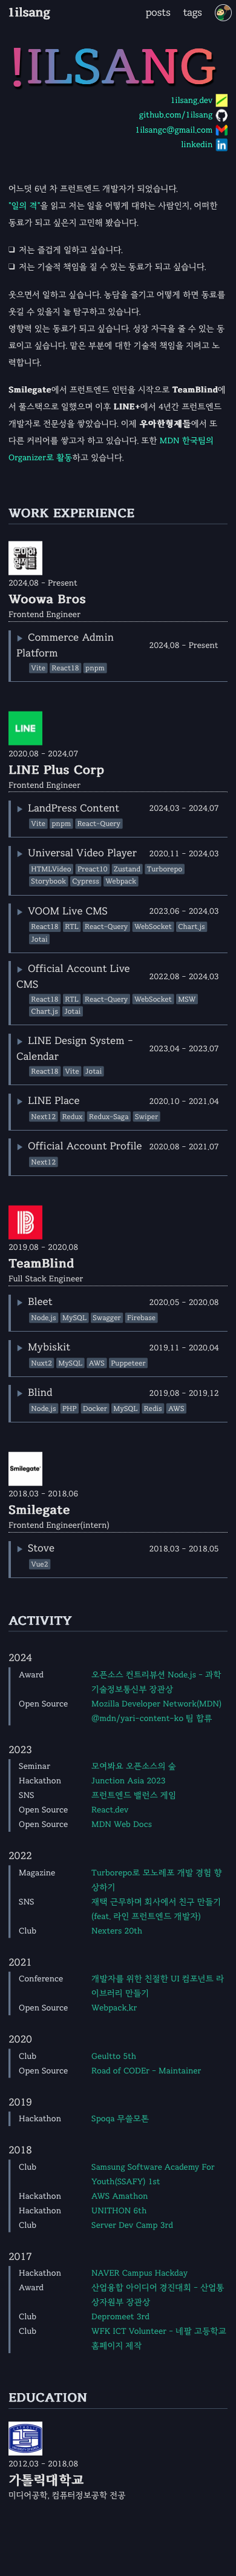 1ilsang
posts tags
!ILSANG
1ilsang.dev
github.com/1ilsang
1ilsangc@gmail.com
linkedin
어느덧 6년 차 프런트엔드 개발자가 되었습니다.
"일의 격"을 읽고 저는 일을 어떻게 대하는 사람인지, 어떠한
동료가 되고 싶은지 고민해 봤습니다.
❏ 저는 즐겁게 일하고 싶습니다.
❏ 저는 기술적 책임을 질 수 있는 동료가 되고 싶습니다.
웃으면서 일하고 싶습니다. 농담을 즐기고 어떻게 하면 동료를
웃길 수 있을지 늘 탐구하고 있습니다.
영향력 있는 동료가 되고 싶습니다. 성장 자극을 줄 수 있는 동
료이고 싶습니다. 맡은 부분에 대한 기술적 책임을 지려고 노
력합니다.
Smilegate에서 프런트엔드 인턴을 시작으로 TeamBlind에
서 풀스택으로 일했으며 이후 LINE+에서 4년간 프런트엔드
개발자로 전문성을 쌓았습니다. 이제 우아한형제들에서 또
다른 커리어를 쌓고자 하고 있습니다. 또한 MDN 한국팀의
Organizer로 활동하고 있습니다.
WORK EXPERIENCE
우아한
형제들
2024.08 - Present
Woowa Bros
Frontend Engineer
▶ Commerce Admin
Platform
2024.08 - Present
Vite React18 pnpm
LINE
2020.08 - 2024.07
LINE Plus Corp
Frontend Engineer
▶ LandPress Content 2024.03 - 2024.07
Vite pnpm React-Query
▶ Universal Video Player 2020.11 - 2024.03
HTMLVideo Preact10 Zustand Turborepo
Storybook Cypress Webpack
▶ VOOM Live CMS 2023.06 - 2024.03
React18 RTL React-Query WebSocket Chart.js
Jotai
▶ Official Account Live
CMS
2022.08 - 2024.03
React18 RTL React-Query WebSocket MSW
Chart.js Jotai
▶ LINE Design System -
Calendar
2023.04 - 2023.07
React18 Vite Jotai
▶ LINE Place 2020.10 - 2021.04
Next12 Redux Redux-Saga Swiper
▶ Official Account Profile 2020.08 - 2021.07
Next12
2019.08 - 2020.08
TeamBlind
Full Stack Engineer
▶ Bleet 2020.05 - 2020.08
Node.js MySQL Swagger Firebase
▶ Mybiskit 2019.11 - 2020.04
Nuxt2 MySQL AWS Puppeteer
▶ Blind 2019.08 - 2019.12
Node.js PHP Docker MySQL Redis AWS
Smilegate
2018.03 - 2018.06
Smilegate
Frontend Engineer(intern)
▶ Stove 2018.03 - 2018.05
Vue2
ACTIVITY
2024
Award 오픈소스 컨트리뷰션 Node.js - 과학
기술정보통신부 장관상
Open Source Mozilla Developer Network(MDN)
@mdn/yari-content-ko 팀 합류
2023
Seminar 모여봐요 오픈소스의 숲
Hackathon Junction Asia 2023
SNS 프런트엔드 밸런스 게임
Open Source React.dev
Open Source MDN Web Docs
2022
Magazine Turborepo로 모노레포 개발 경험 향
상하기
SNS 재택 근무하며 회사에서 친구 만들기
(feat. 라인 프런트엔드 개발자)
Club Nexters 20th
2021
Conference 개발자를 위한 친절한 UI 컴포넌트 라
이브러리 만들기
Open Source Webpack.kr
2020
Club Geultto 5th
Open Source Road of CODEr - Maintainer
2019
Hackathon Spoqa 무쓸모톤
2018
Club Samsung Software Academy For
Youth(SSAFY) 1st
Hackathon AWS Amathon
Hackathon UNITHON 6th
Club Server Dev Camp 3rd
2017
Hackathon NAVER Campus Hackday
Award 산업융합 아이디어 경진대회 - 산업통
상자원부 장관상
Club Depromeet 3rd
Club WFK ICT Volunteer - 네팔 고등학교
홈페이지 제작
EDUCATION
2012.03 - 2018.08
가톨릭대학교
미디어공학, 컴퓨터정보공학 전공